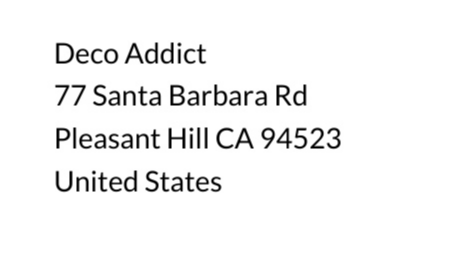 Deco Addict
77 Santa Barbara Rd
Pleasant Hill CA 94523
United States